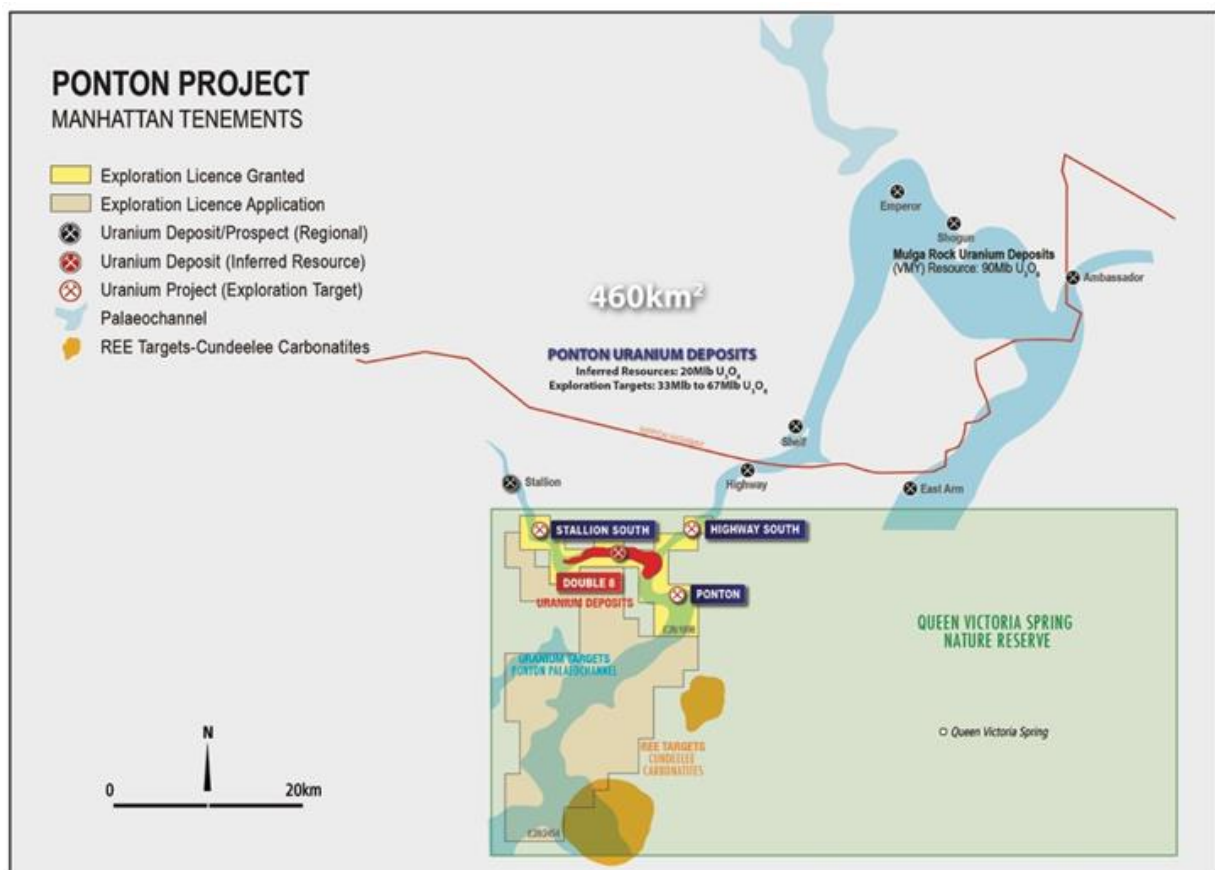 PONTON PROJECT
MANHATTAN TENEMENTS
Exploration Licence Granted
Exploration Licence Application
Uranium Deposit/Prospect (Regional)
Uranium Deposit (Inferred Resource)
Uranium Project (Exploration Target)
Palaeochannel
REE Targets-Cundeelee Carbonatites
Emperor
Shogun
Mulga Rock Uranium Deposits
(VMY) Resource: 90Mlb U₃O₈
Ambassador
460km²
PONTON URANIUM DEPOSITS
Inferred Resources: 20Mlb U₃O₈
Exploration Targets: 33Mlb to 67Mlb U₃O₈
Shelf
Highway
East Arm
Stallion
STALLION SOUTH
HIGHWAY SOUTH
DOUBLE 8
URANIUM DEPOSITS
PONTON
QUEEN VICTORIA SPRING
NATURE RESERVE
URANIUM TARGETS
PONTON PALAEOCHANNEL
Queen Victoria Spring
REE TARGETS
CUNDEELEE
CARBONATITES
N
0 20km